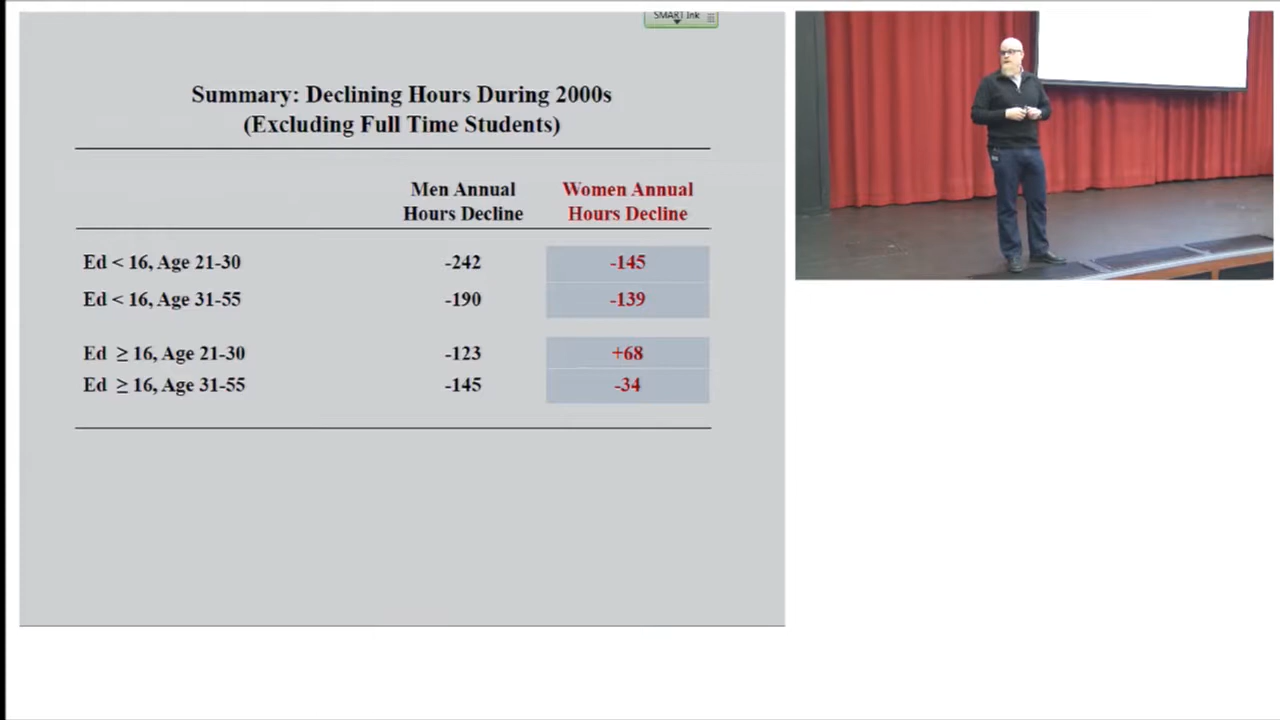 SMART Ink
Summary: Declining Hours During 2000s
(Excluding Full Time Students)
Men Annual Women Annual
Hours Decline Hours Decline
Ed < 16, Age 21-30 -242 -145
Ed < 16, Age 31-55 -190 -139
Ed ≥ 16, Age 21-30 -123 +68
Ed ≥ 16, Age 31-55 -145 -34